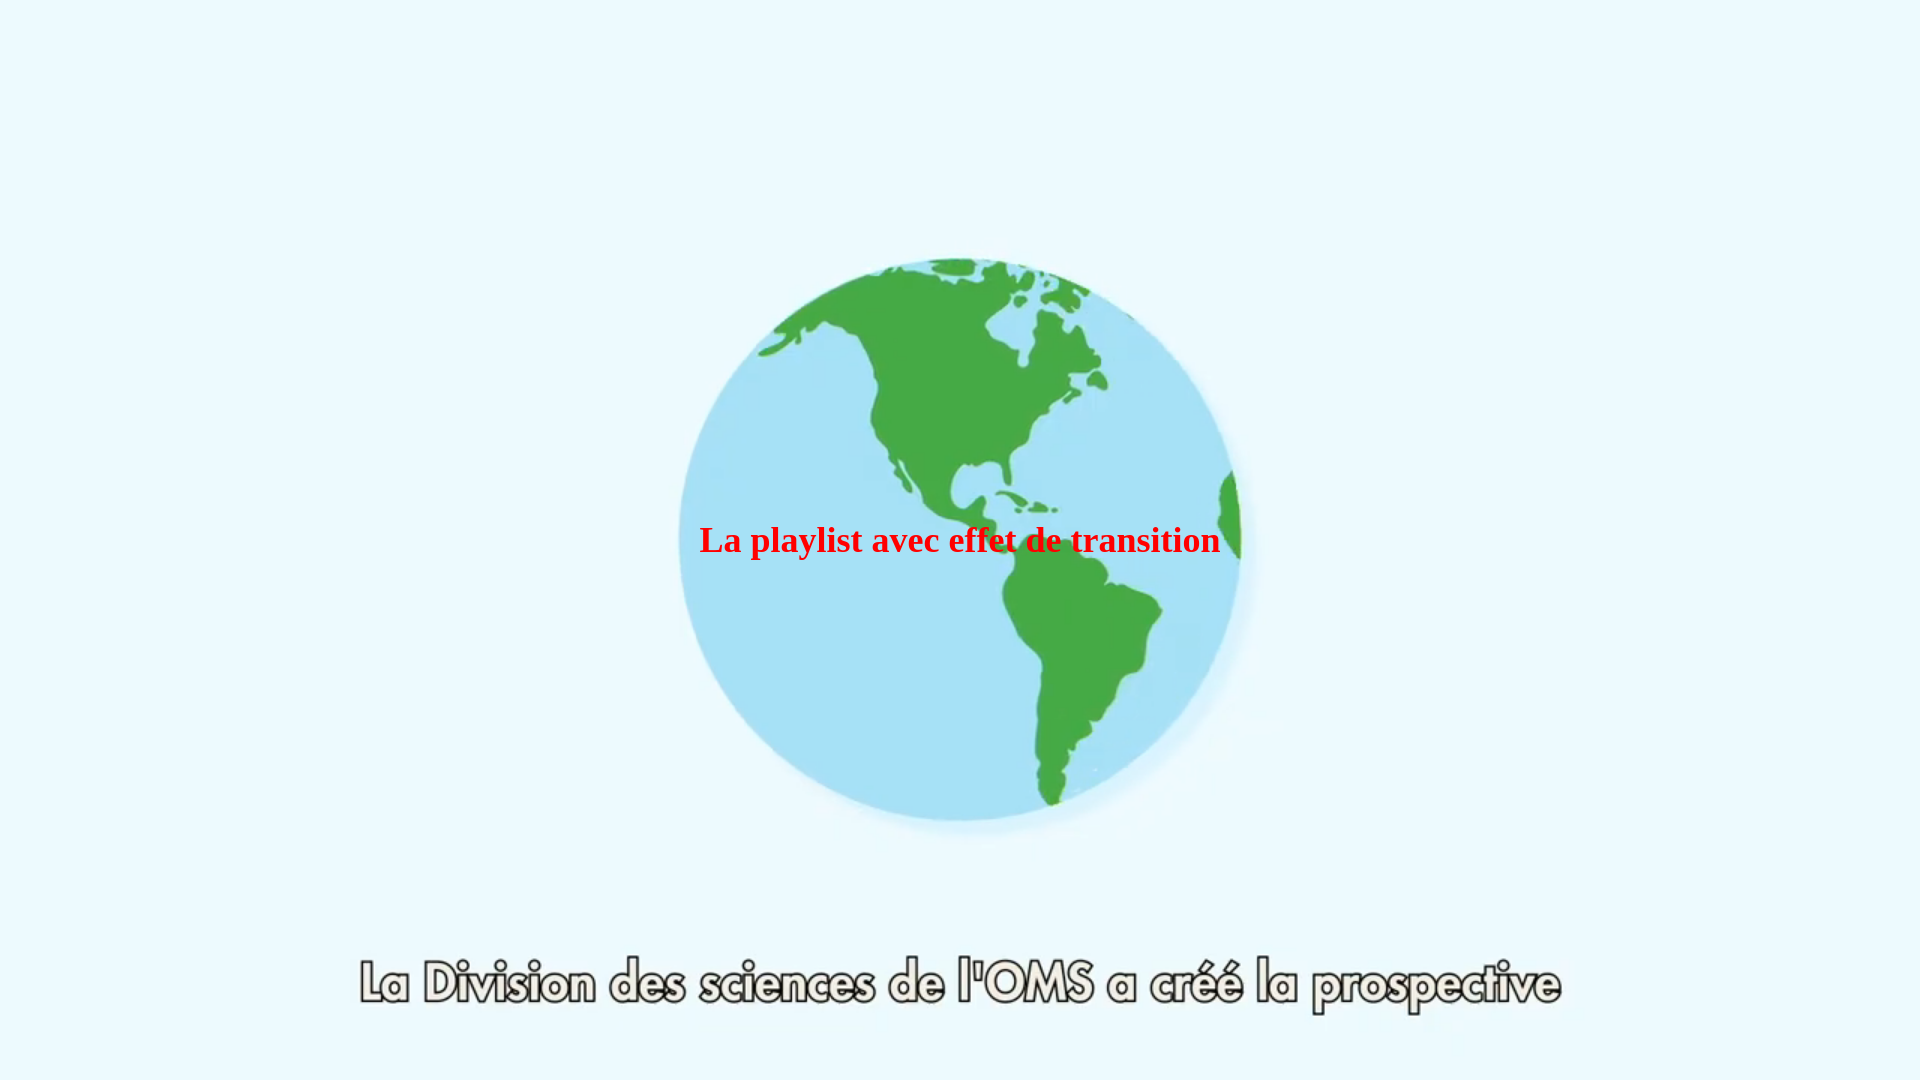 La playlist avec effet de transition
La Division des sciences de l'OMS a créé la prospective